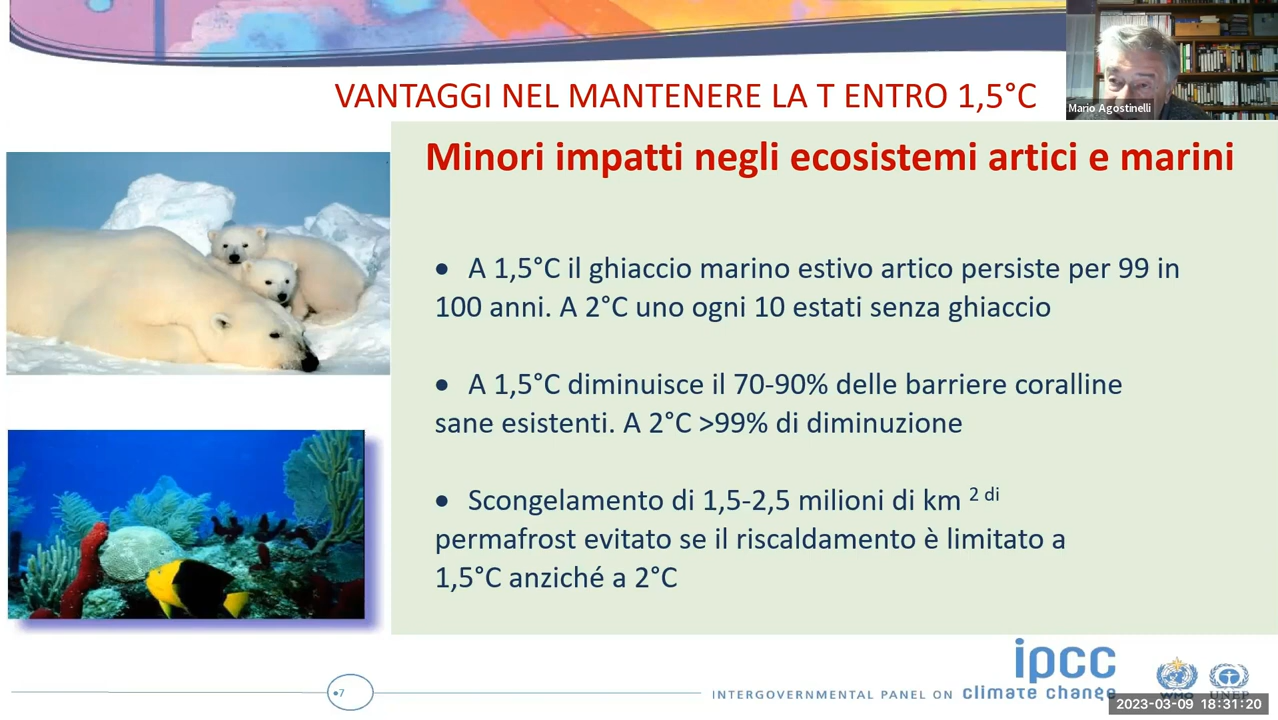 VANTAGGI NEL MANTENERE LA T ENTRO 1,5°C
Mario Agostinelli
Minori impatti negli ecosistemi artici e marini
• A 1,5°C il ghiaccio marino estivo artico persiste per 99 in
100 anni. A 2°C uno ogni 10 estati senza ghiaccio
• A 1,5°C diminuisce il 70-90% delle barriere coralline
sane esistenti. A 2°C >99% di diminuzione
• Scongelamento di 1,5-2,5 milioni di km ² ᵈⁱ
permafrost evitato se il riscaldamento è limitato a
1,5°C anziché a 2°C
•7
INTERGOVERNMENTAL PANEL ON climate change
ipcc
WMO
UNEP
2023-03-09 18:31:20